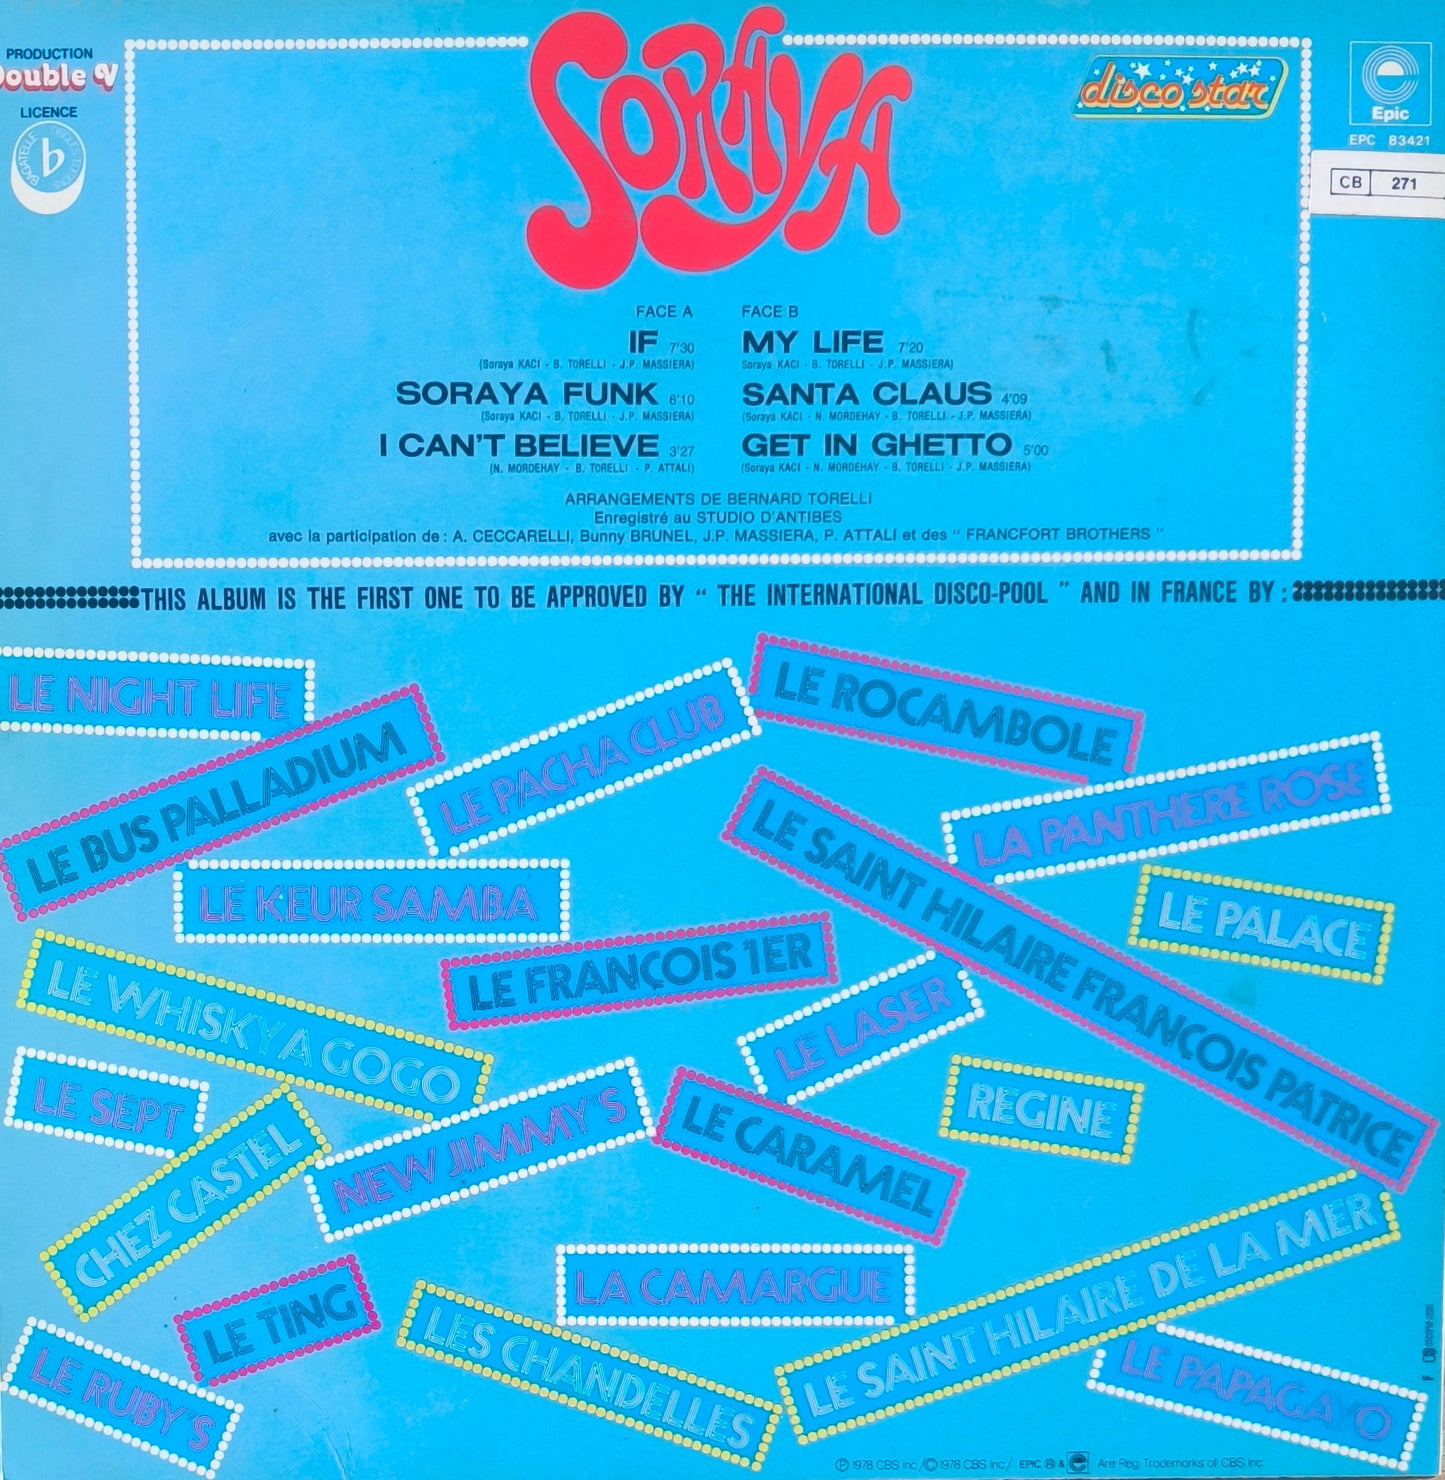 PRODUCTION
Double V
LICENCE
BAGATELLE DISQUES EDITIONS
b
SORAYA
disco star
Epic
EPC 83421
CB 271
FACE A
IF 7'30
(Soraya KACI - B. TORELLI - J.P. MASSIERA)
SORAYA FUNK 6'10
(Soraya KACI - B. TORELLI - J.P. MASSIERA)
I CAN'T BELIEVE 3'27
(N. MORDEHAY - B. TORELLI - P. ATTALI)
FACE B
MY LIFE 7'20
Soraya KACI - B. TORELLI - J.P. MASSIERA)
SANTA CLAUS 4'09
(Soraya KACI - N. MORDEHAY - B. TORELLI - J.P. MASSIERA)
GET IN GHETTO 5'00
(Soraya KACI - N. MORDEHAY - B. TORELLI - J.P. MASSIERA)
ARRANGEMENTS DE BERNARD TORELLI
Enregistré au STUDIO D'ANTIBES
avec la participation de : A. CECCARELLI, Bunny BRUNEL, J.P. MASSIERA, P. ATTALI et des " FRANCFORT BROTHERS "
THIS ALBUM IS THE FIRST ONE TO BE APPROVED BY " THE INTERNATIONAL DISCO-POOL " AND IN FRANCE BY :
LE NIGHT LIFE
LE BUS PALLADIUM
LE PACHA CLUB
LE ROCAMBOLE
LA PANTHERE ROSE
LE KEUR SAMBA
LE SAINT HILAIRE FRANÇOIS PATRICE
LE PALACE
LE FRANÇOIS 1ER
LE WHISKY A GOGO
LE LASER
LE SEPT
CHEZ CASTEL
NEW JIMMY'S
LE CARAMEL
REGINE
LE TING
LA CAMARGUE
LE SAINT HILAIRE DE LA MER
LES CHANDELLES
LE RUBY'S
LE PAPAGAYO
Ⓟ 1978 CBS Inc / © 1978 CBS Inc / EPIC ® & e Are Reg. Trademarks of CBS Inc